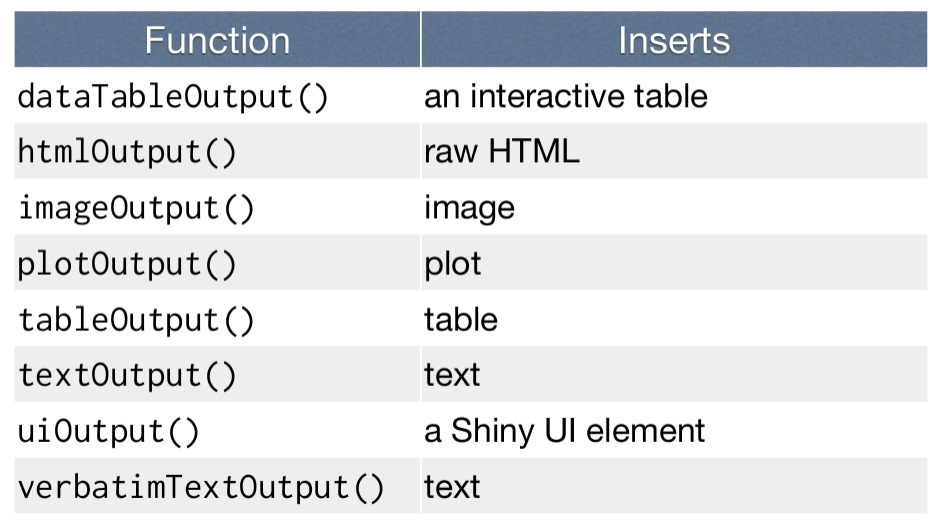 Function Inserts
dataTableOutput() an interactive table
htmlOutput() raw HTML
imageOutput() image
plotOutput() plot
tableOutput() table
textOutput() text
uiOutput() a Shiny UI element
verbatimTextOutput() text